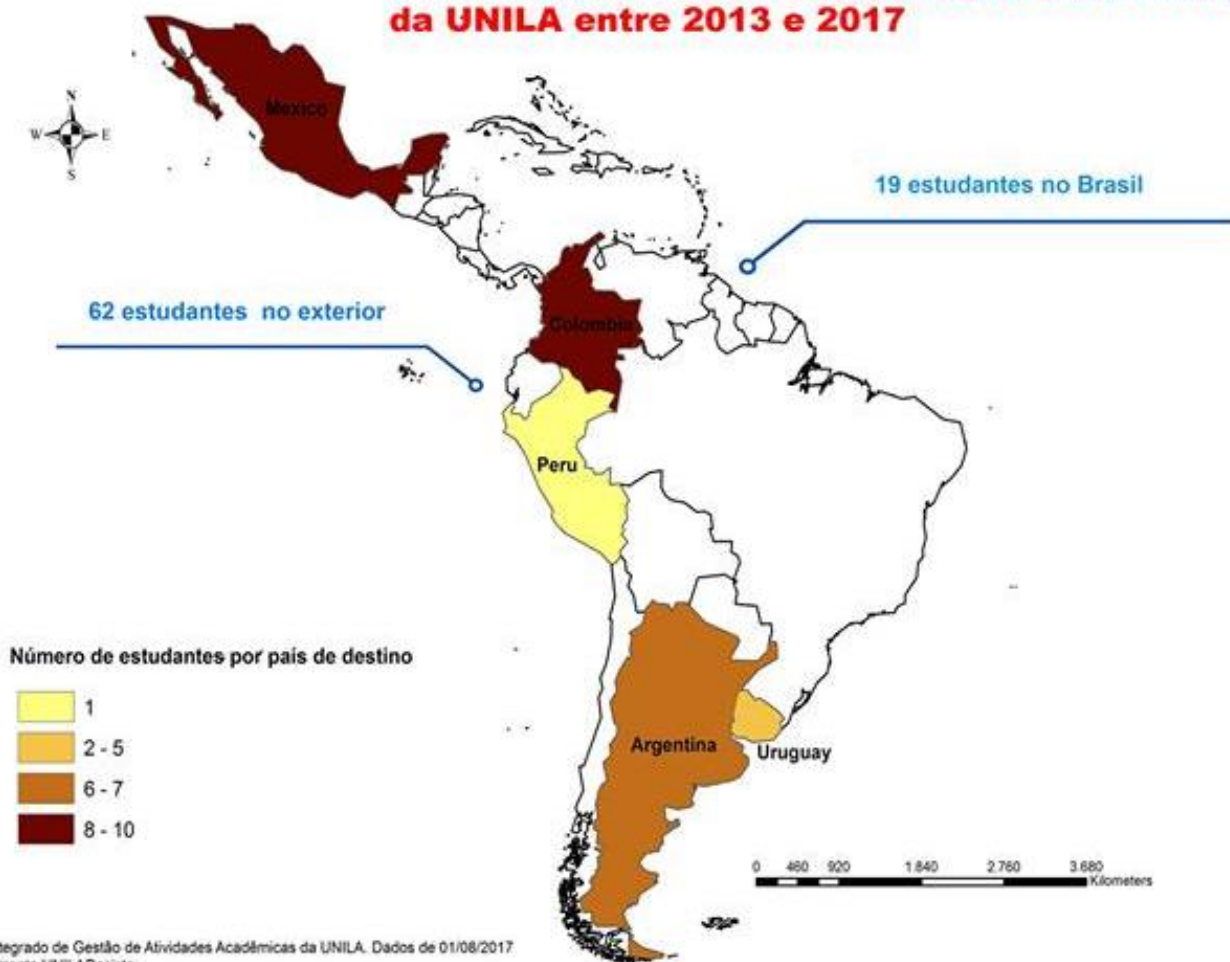 da UNILA entre 2013 e 2017
N
W E
S
Mexico
19 estudantes no Brasil
62 estudantes no exterior
Colombia
Peru
Número de estudantes por país de destino
1
2 - 5
6 - 7
8 - 10
Argentina
Uruguay
0 460 920 1.840 2.760 3.680
Kilometers
tegrado de Gestão de Atividades Acadêmicas da UNILA. Dados de 01/08/2017